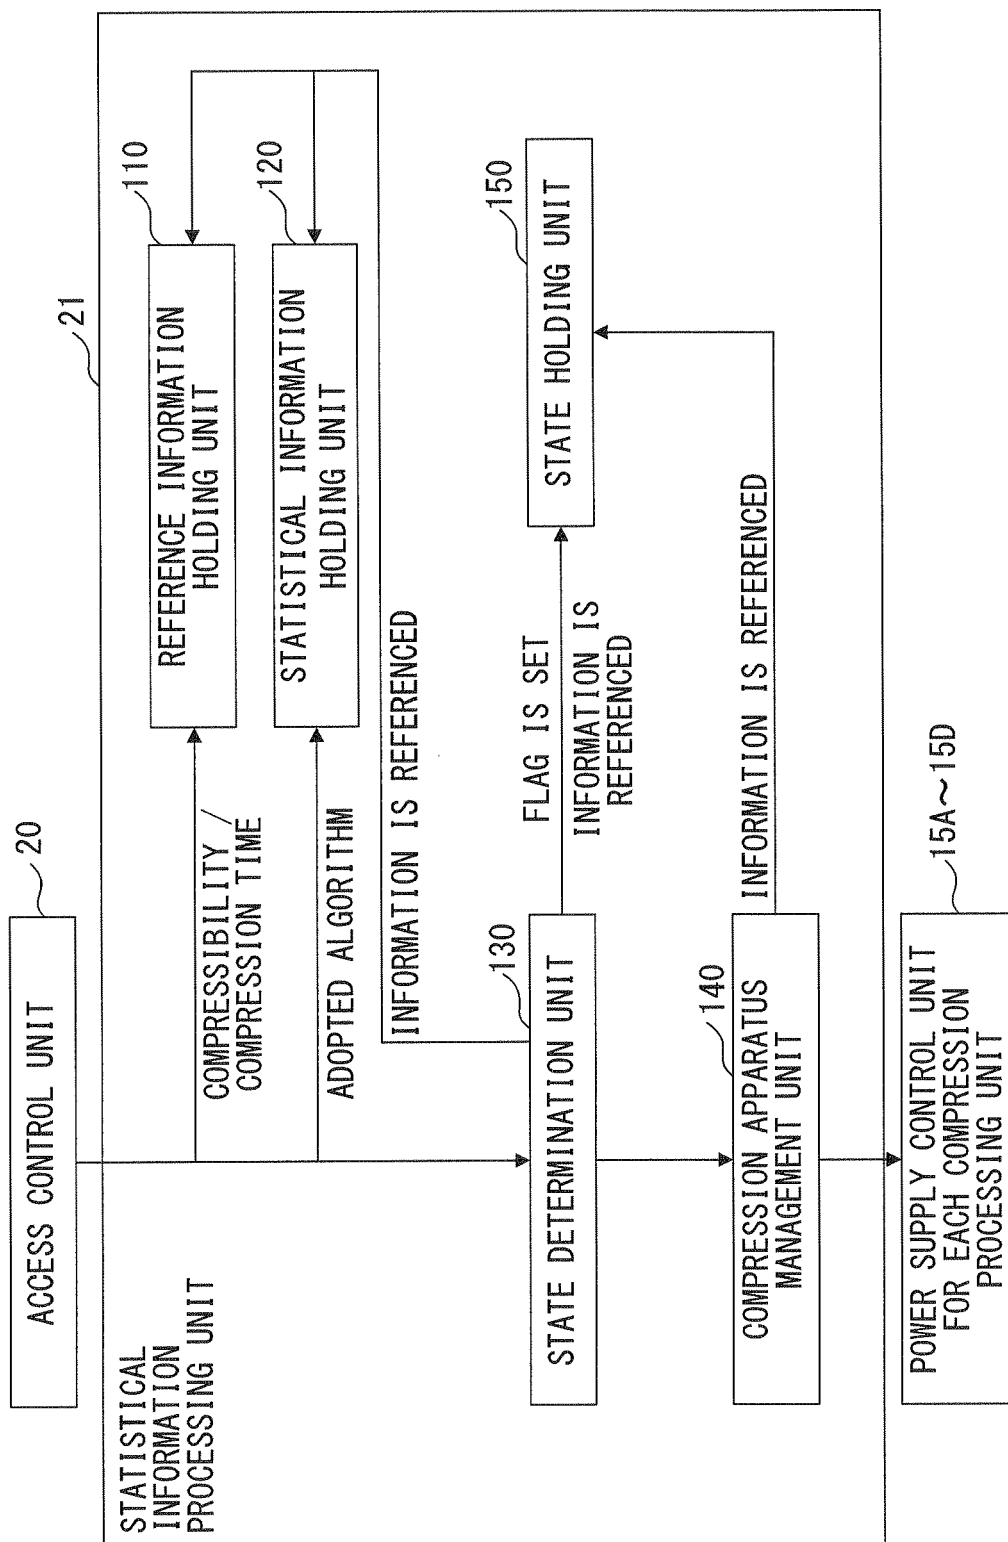 ACCESS CONTROL UNIT
20
STATISTICAL
INFORMATION
PROCESSING UNIT
21
COMPRESSIBILITY /
COMPRESSION TIME
REFERENCE INFORMATION
HOLDING UNIT
110
ADOPTED ALGORITHM
STATISTICAL INFORMATION
HOLDING UNIT
120
INFORMATION IS REFERENCED
STATE DETERMINATION UNIT
130
FLAG IS SET
INFORMATION IS
REFERENCED
STATE HOLDING UNIT
150
COMPRESSION APPARATUS
MANAGEMENT UNIT
140
INFORMATION IS REFERENCED
POWER SUPPLY CONTROL UNIT
FOR EACH COMPRESSION
PROCESSING UNIT
15A～15D